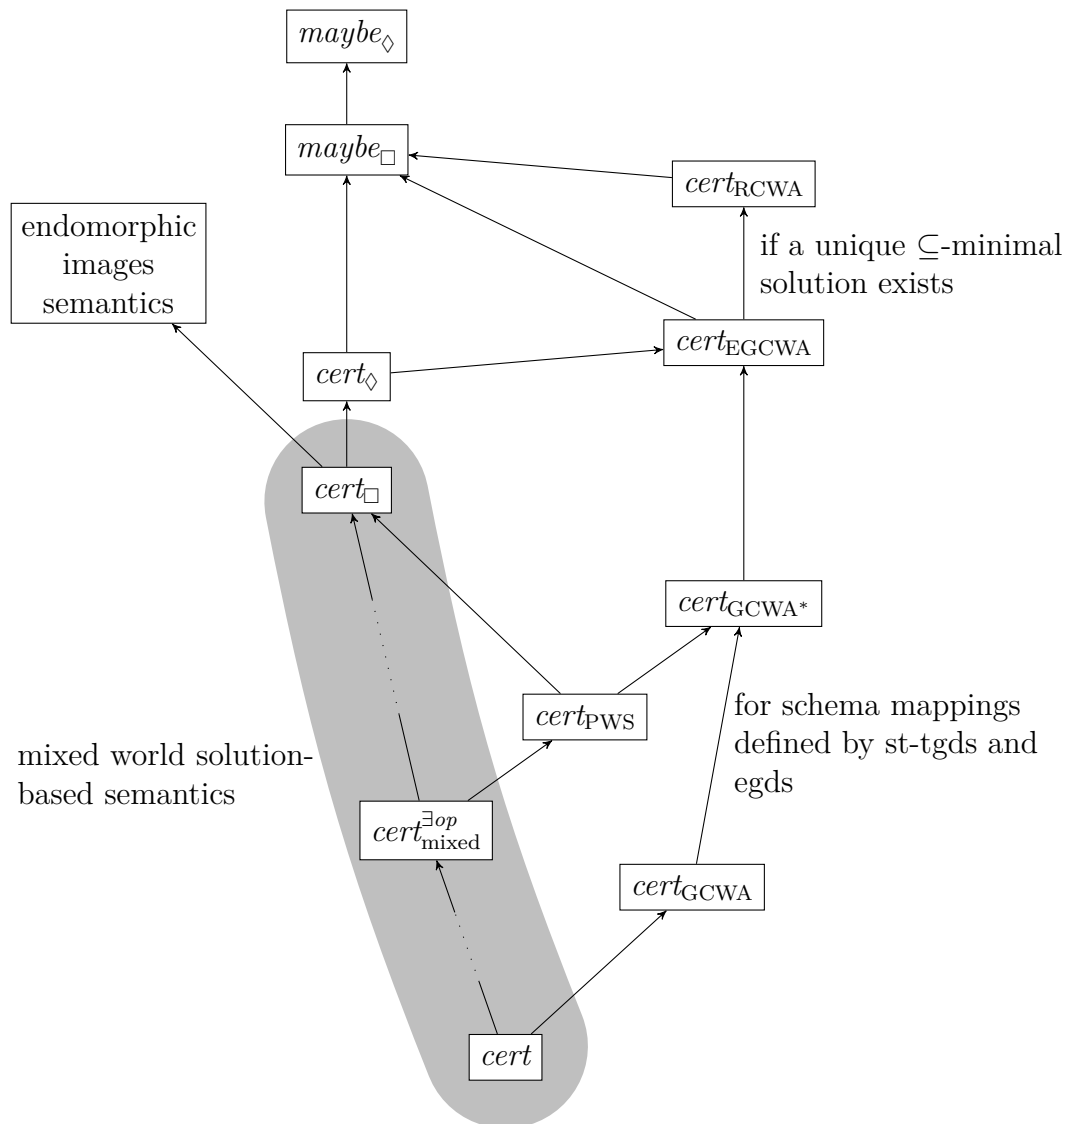 maybe◊
maybe□
cert_RCWA
endomorphic
images
semantics
if a unique ⊆-minimal
solution exists
cert_EGCWA
cert◊
cert□
cert_GCWA*
cert_PWS
for schema mappings
defined by st-tgds and
egds
mixed world solution-
based semantics
cert^∃op_mixed
cert_GCWA
cert